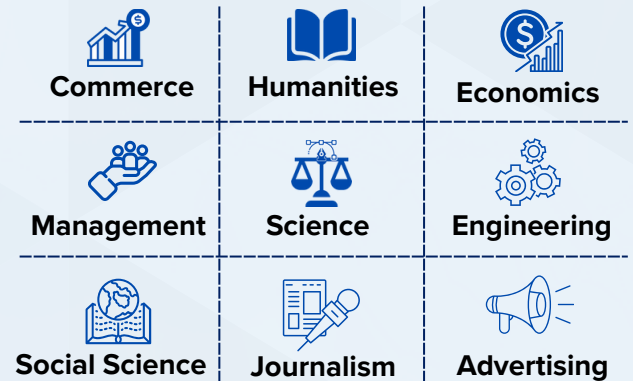 Commerce
Humanities
Economics
Management
Science
Engineering
Social Science
Journalism
Advertising